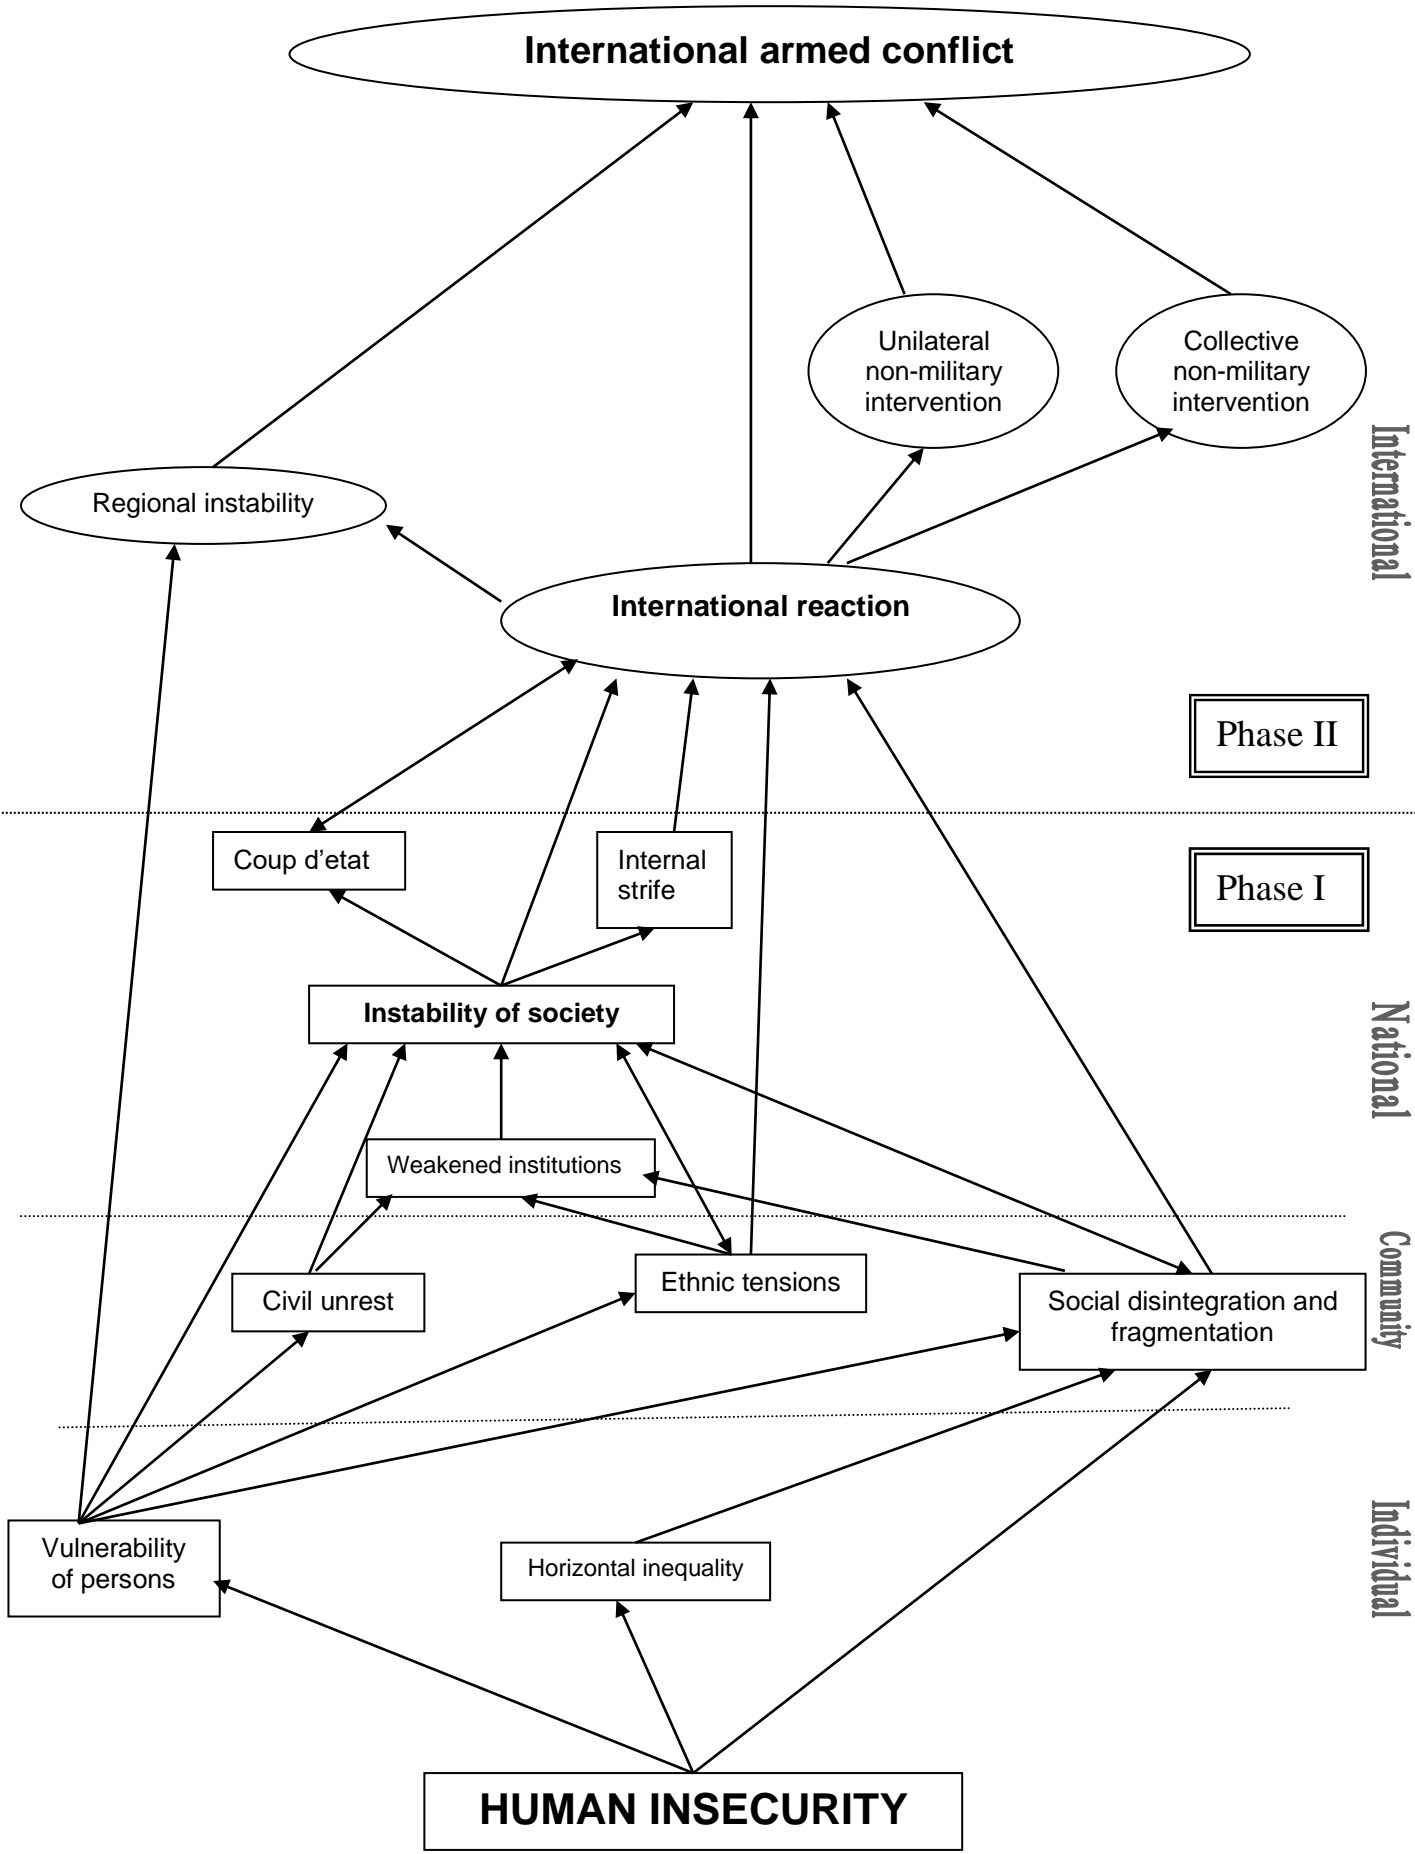 International armed conflict
Unilateral
non-military
intervention
Collective
non-military
intervention
International
Regional instability
International reaction
Phase II
Coup d’etat
Internal
strife
Phase I
Instability of society
National
Weakened institutions
Community
Civil unrest
Ethnic tensions
Social disintegration and
fragmentation
Vulnerability
of persons
Horizontal inequality
Individual
HUMAN INSECURITY